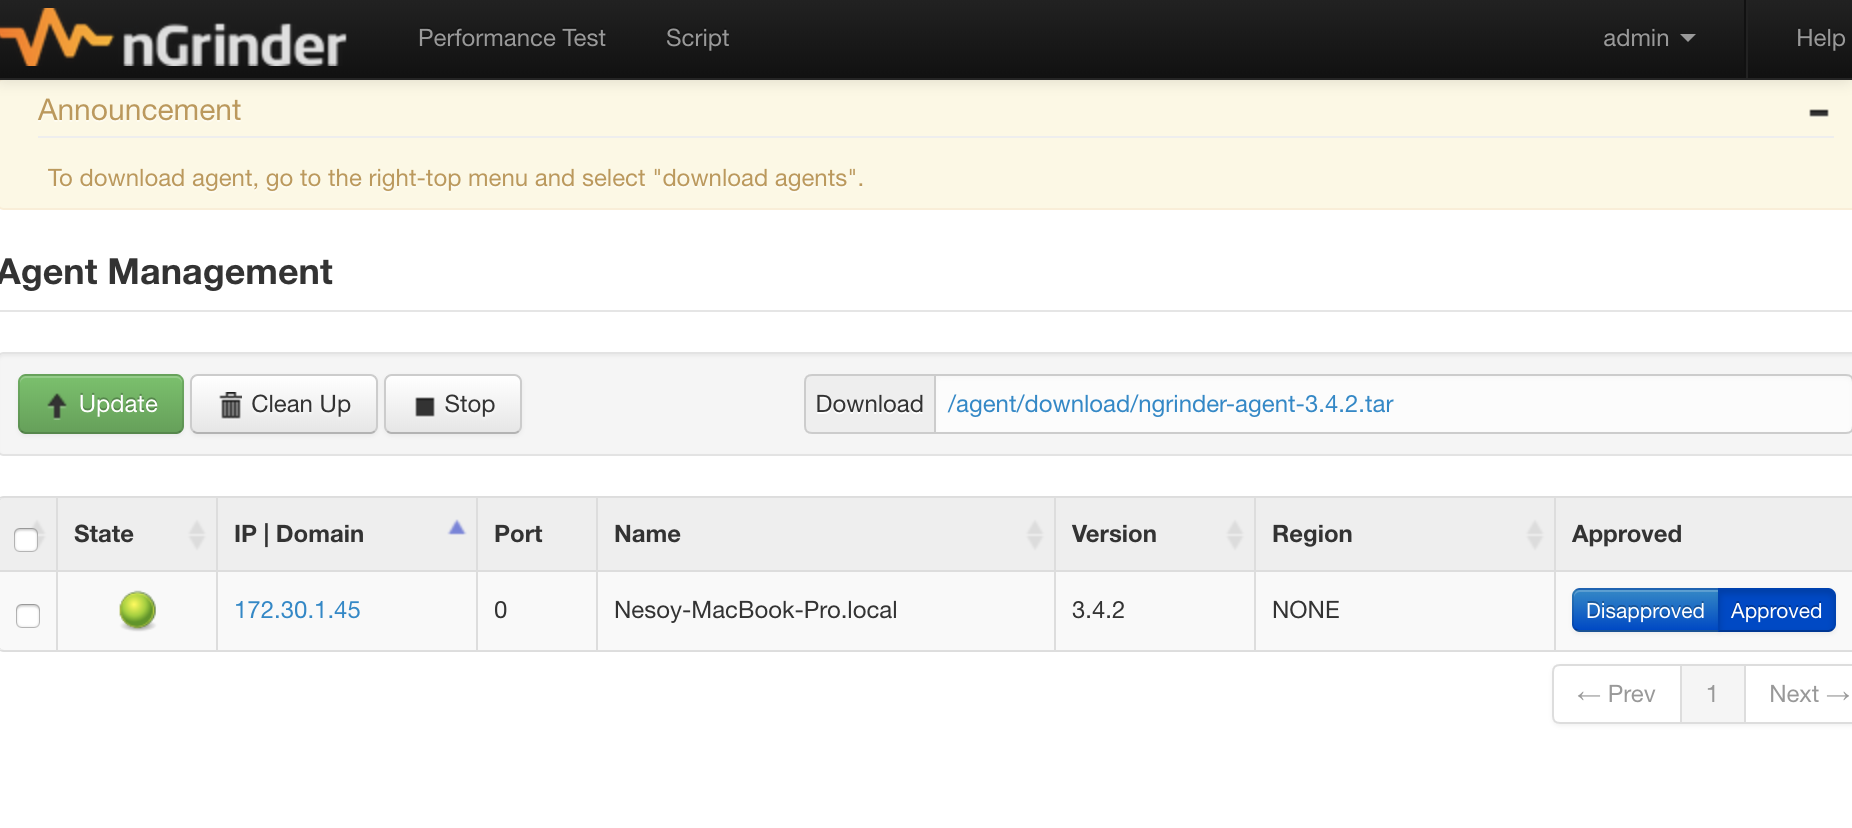 nGrinder Performance Test Script admin Help
Announcement
To download agent, go to the right-top menu and select "download agents".
Agent Management
Update Clean Up Stop Download /agent/download/ngrinder-agent-3.4.2.tar
State IP | Domain Port Name Version Region Approved
172.30.1.45 0 Nesoy-MacBook-Pro.local 3.4.2 NONE Disapproved Approved
← Prev 1 Next →